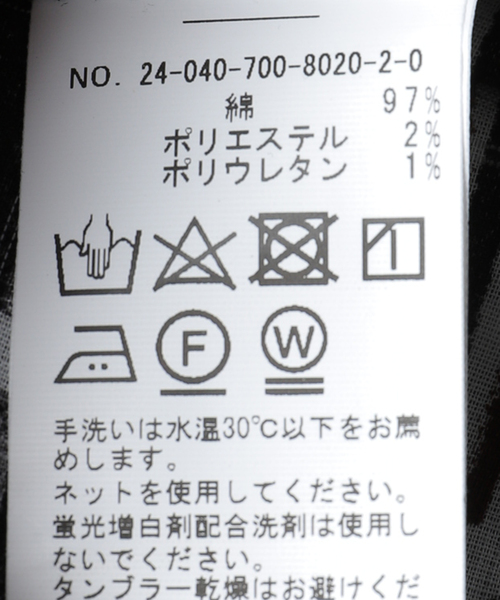 NO. 24-040-700-8020-2-0
綿 97%
ポリエステル 2%
ポリウレタン 1%
F W
手洗いは水温30℃以下をお薦
めします。
ネットを使用してください。
蛍光増白剤配合洗剤は使用し
ないでください。
タンブラー乾燥はお避けくだ